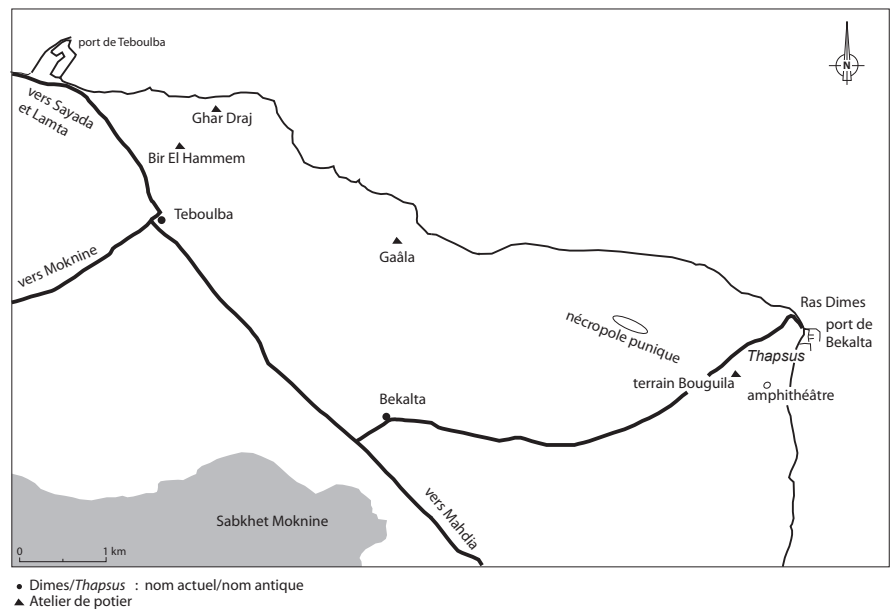 port de Teboulba
N
vers Sayada
et Lamta
Ghar Draj
Bir El Hammem
Teboulba
vers Moknine
Gaâla
Ras Dimes
port de
Bekalta
nécropole punique
Thapsus
terrain Bouguila
amphithéâtre
Bekalta
vers Mahdia
Sabkhet Moknine
0 1 km
Dimes/Thapsus : nom actuel/nom antique
Atelier de potier